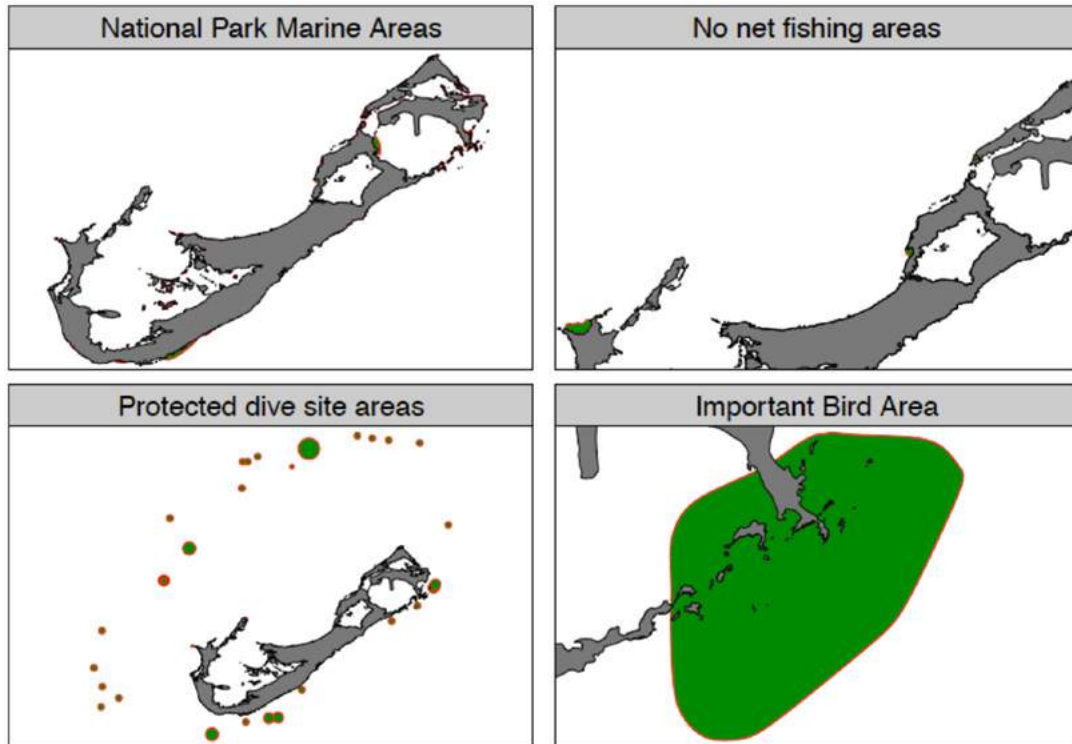 National Park Marine Areas
No net fishing areas
Protected dive site areas
Important Bird Area